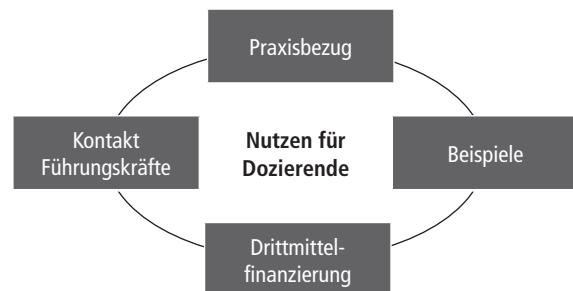 Praxisbezug
Kontakt
Führungskräfte
Nutzen für
Dozierende
Beispiele
Drittmittel-
finanzierung